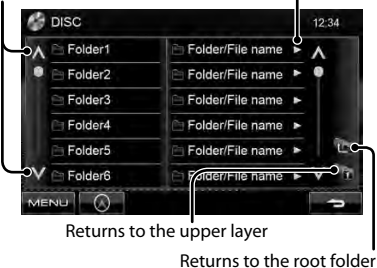 DISC 12:34
Folder1 Folder/File name
Folder2 Folder/File name
Folder3 Folder/File name
Folder4 Folder/File name
Folder5 Folder/File name
Folder6 Folder/File name
MENU
Returns to the upper layer
Returns to the root folder